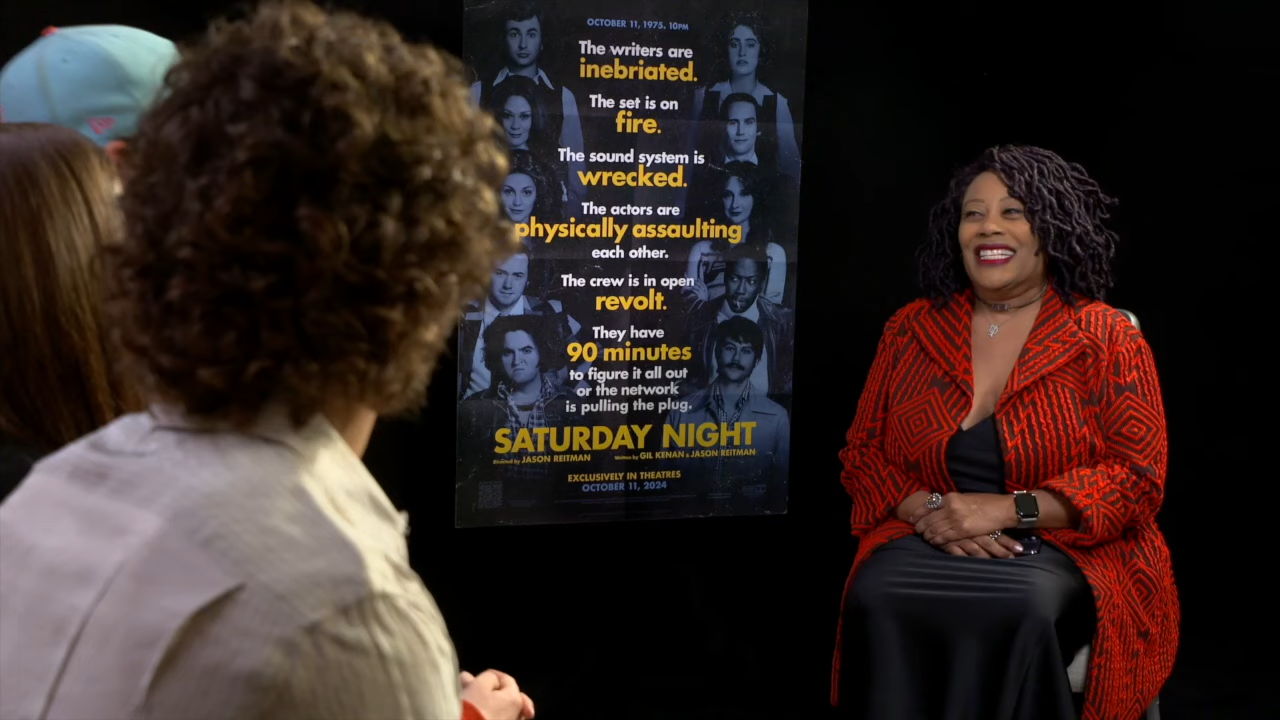 OCTOBER 11, 1975. 10PM
The writers are
inebriated.
The set is on
fire.
The sound system is
wrecked.
The actors are
physically assaulting
each other.
The crew is in open
revolt.
They have
90 minutes
to figure it all out
or the network
is pulling the plug.
SATURDAY NIGHT
Directed by JASON REITMAN Written by GIL KENAN & JASON REITMAN
EXCLUSIVELY IN THEATRES
OCTOBER 11, 2024